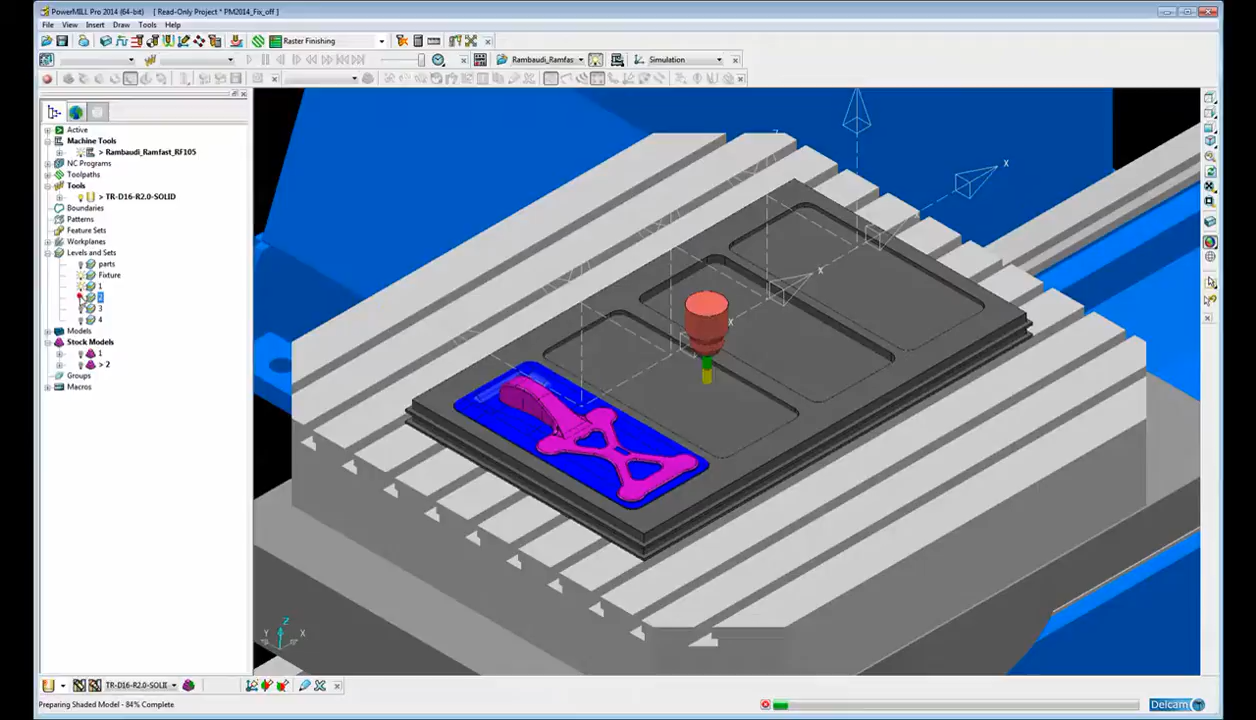 PowerMILL Pro 2014 (64-bit) [ Read-Only Project * PM2014_Fix_off ]
File View Insert Draw Tools Help
Raster Finishing
Rambaudi_Ramfas Simulation
Active
Machine Tools
> Rambaudi_Ramfast_RF105
NC Programs
Toolpaths
Tools
> TR-D16-R2.0-SOLID
Boundaries
Patterns
Feature Sets
Workplanes
Levels and Sets
parts
Fixture
1
2
3
4
Models
Stock Models
1
> 2
Groups
Macros
X
X
X
Z
Y X
TR-D16-R2.0-SOLI
Preparing Shaded Model - 84% Complete
Delcam